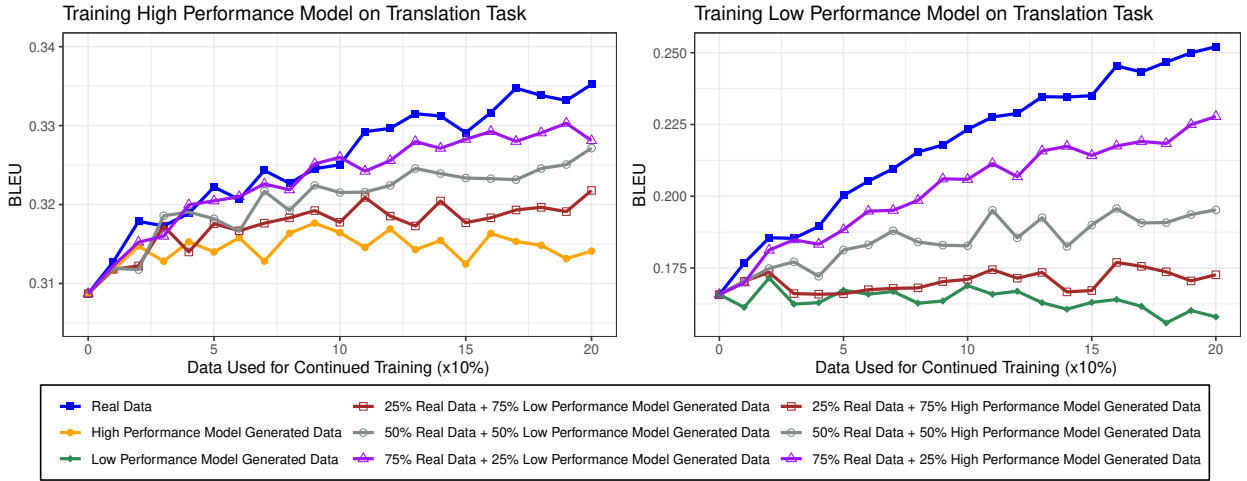 Training High Performance Model on Translation Task
0.34
0.33
0.32
0.31
BLEU
0
5
10
15
20
Data Used for Continued Training (x10%)
Training Low Performance Model on Translation Task
0.250
0.225
0.200
0.175
BLEU
0
5
10
15
20
Data Used for Continued Training (x10%)
Real Data
25% Real Data + 75% Low Performance Model Generated Data
25% Real Data + 75% High Performance Model Generated Data
High Performance Model Generated Data
50% Real Data + 50% Low Performance Model Generated Data
50% Real Data + 50% High Performance Model Generated Data
Low Performance Model Generated Data
75% Real Data + 25% Low Performance Model Generated Data
75% Real Data + 25% High Performance Model Generated Data